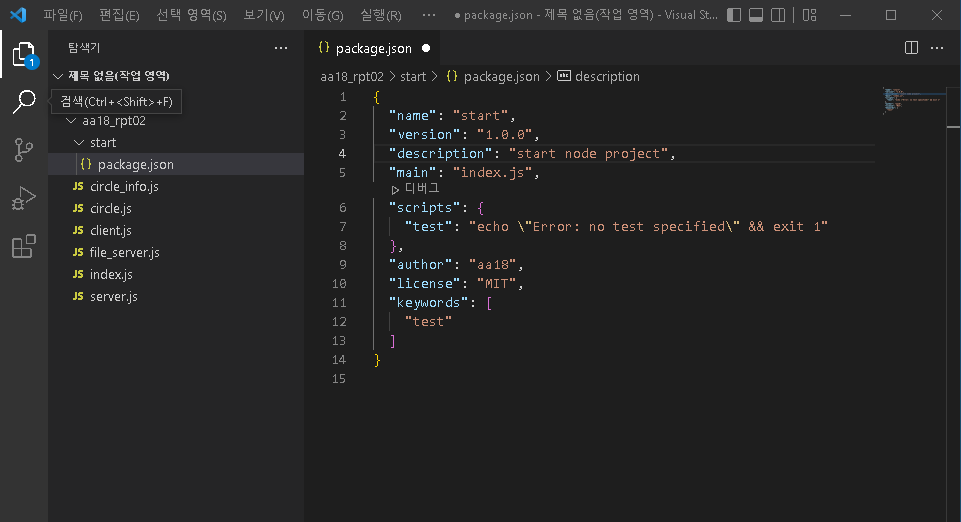 파일(F) 편집(E) 선택 영역(S) 보기(V) 이동(G) 실행(R) ··· ● package.json - 제목 없음(작업 영역) - Visual St...
탐색기 ···
{} package.json ●
1
제목 없음(작업 영역)
aa18_rpt02 > start > {} package.json > abc description
검색(Ctrl+<Shift>+F)
aa18_rpt02
start
{} package.json
JS circle_info.js
JS circle.js
JS client.js
JS file_server.js
JS index.js
JS server.js
1 {
2 "name": "start",
3 "version": "1.0.0",
4 "description": "start node project",
5 "main": "index.js",
▷ 디버그
6 "scripts": {
7 "test": "echo \"Error: no test specified\" && exit 1"
8 },
9 "author": "aa18",
10 "license": "MIT",
11 "keywords": [
12 "test"
13 ]
14 }
15